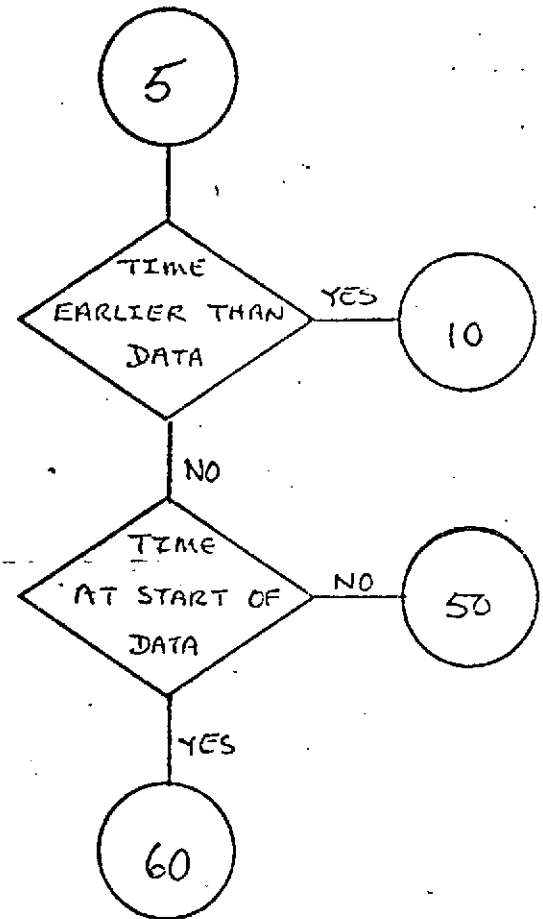 5
TIME
EARLIER THAN
DATA
YES
10
NO
TIME
AT START OF
DATA
NO
50
YES
60